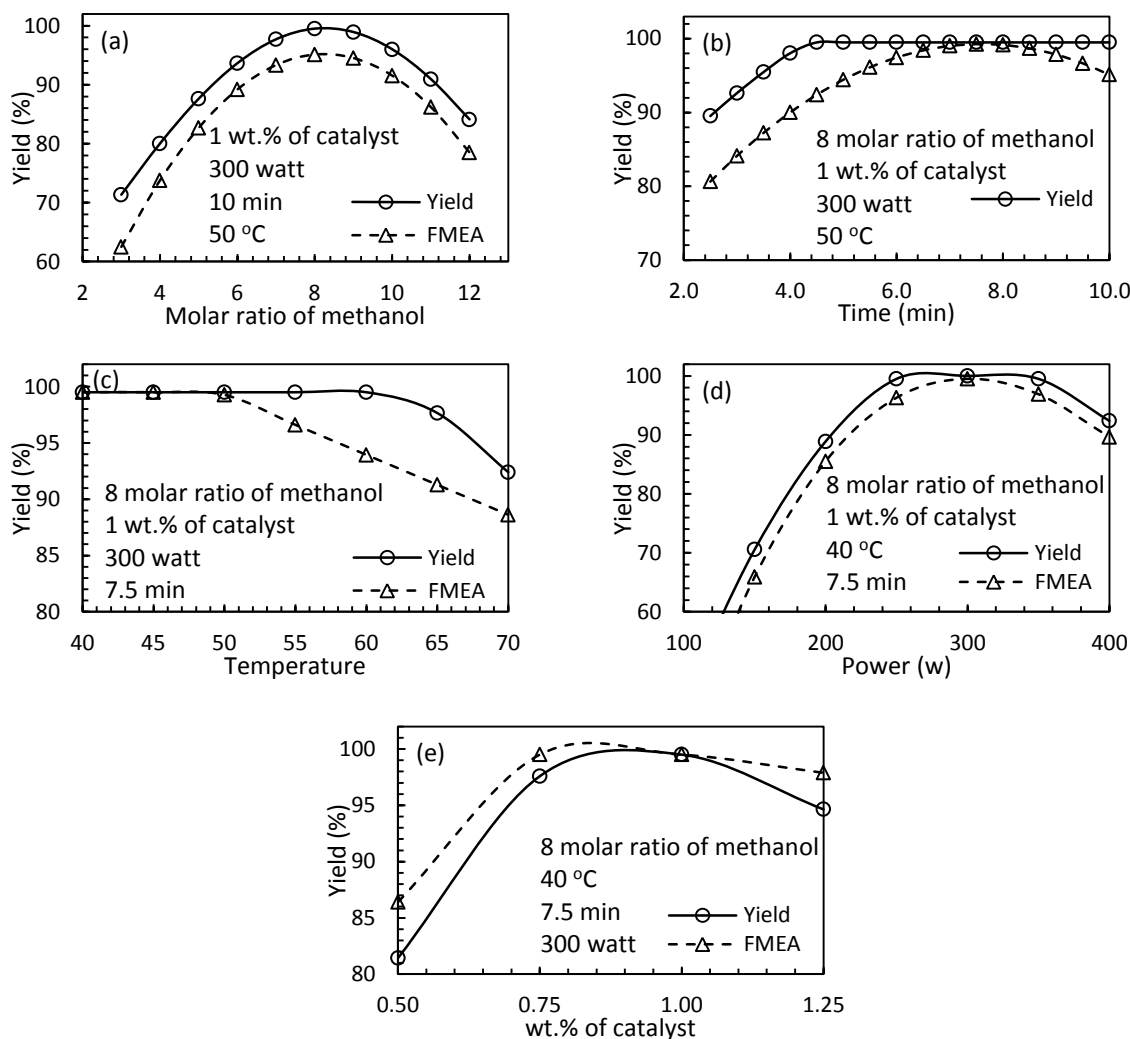 (a)
Yield (%)
100
90
80
70
60
1 wt.% of catalyst
300 watt
10 min
50 °C
Yield
FMEA
2 4 6 8 10 12
Molar ratio of methanol
(b)
Yield (%)
100
90
80
70
8 molar ratio of methanol
1 wt.% of catalyst
300 watt
50 °C
Yield
2.0 4.0 6.0 8.0 10.0
Time (min)
(c)
Yield (%)
100
95
90
85
80
8 molar ratio of methanol
1 wt.% of catalyst
300 watt
7.5 min
Yield
FMEA
40 45 50 55 60 65 70
Temperature
(d)
Yield (%)
100
90
80
70
60
8 molar ratio of methanol
1 wt.% of catalyst
40 °C
7.5 min
Yield
FMEA
100 200 300 400
Power (w)
(e)
Yield (%)
100
95
90
85
80
8 molar ratio of methanol
40 °C
7.5 min
300 watt
Yield
FMEA
0.50 0.75 1.00 1.25
wt.% of catalyst